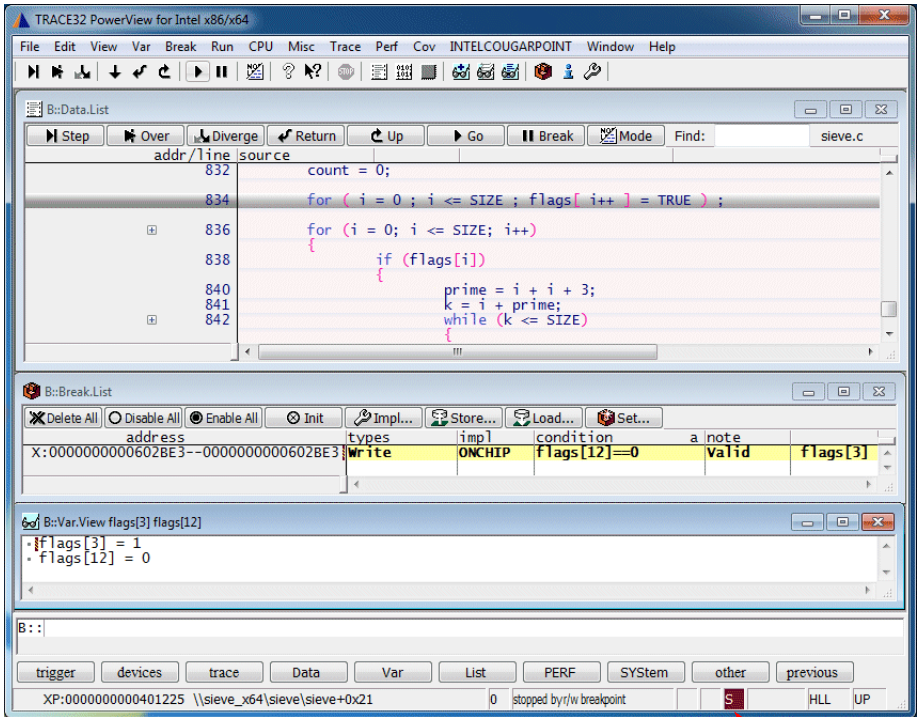 TRACE32 PowerView for Intel x86/x64
File Edit View Var Break Run CPU Misc Trace Perf Cov INTELCOUGARPOINT Window Help
B::Data.List
Step Over Diverge Return Up Go Break Mode Find: sieve.c
addr/line source
832 count = 0;
834 for ( i = 0 ; i <= SIZE ; flags[ i++ ] = TRUE ) ;
836 for (i = 0; i <= SIZE; i++)
{
838 if (flags[i])
{
840 prime = i + i + 3;
841 k = i + prime;
842 while (k <= SIZE)
{
B::Break.List
Delete All Disable All Enable All Init Impl... Store... Load... Set...
address types impl condition a note
X:0000000000602BE3--0000000000602BE3 Write ONCHIP flags[12]==0 Valid flags[3]
B::Var.View flags[3] flags[12]
flags[3] = 1
flags[12] = 0
B::
trigger devices trace Data Var List PERF SYStem other previous
XP:0000000000401225 \\sieve_x64\sieve\sieve+0x21 0 stopped by r/w breakpoint S HLL UP